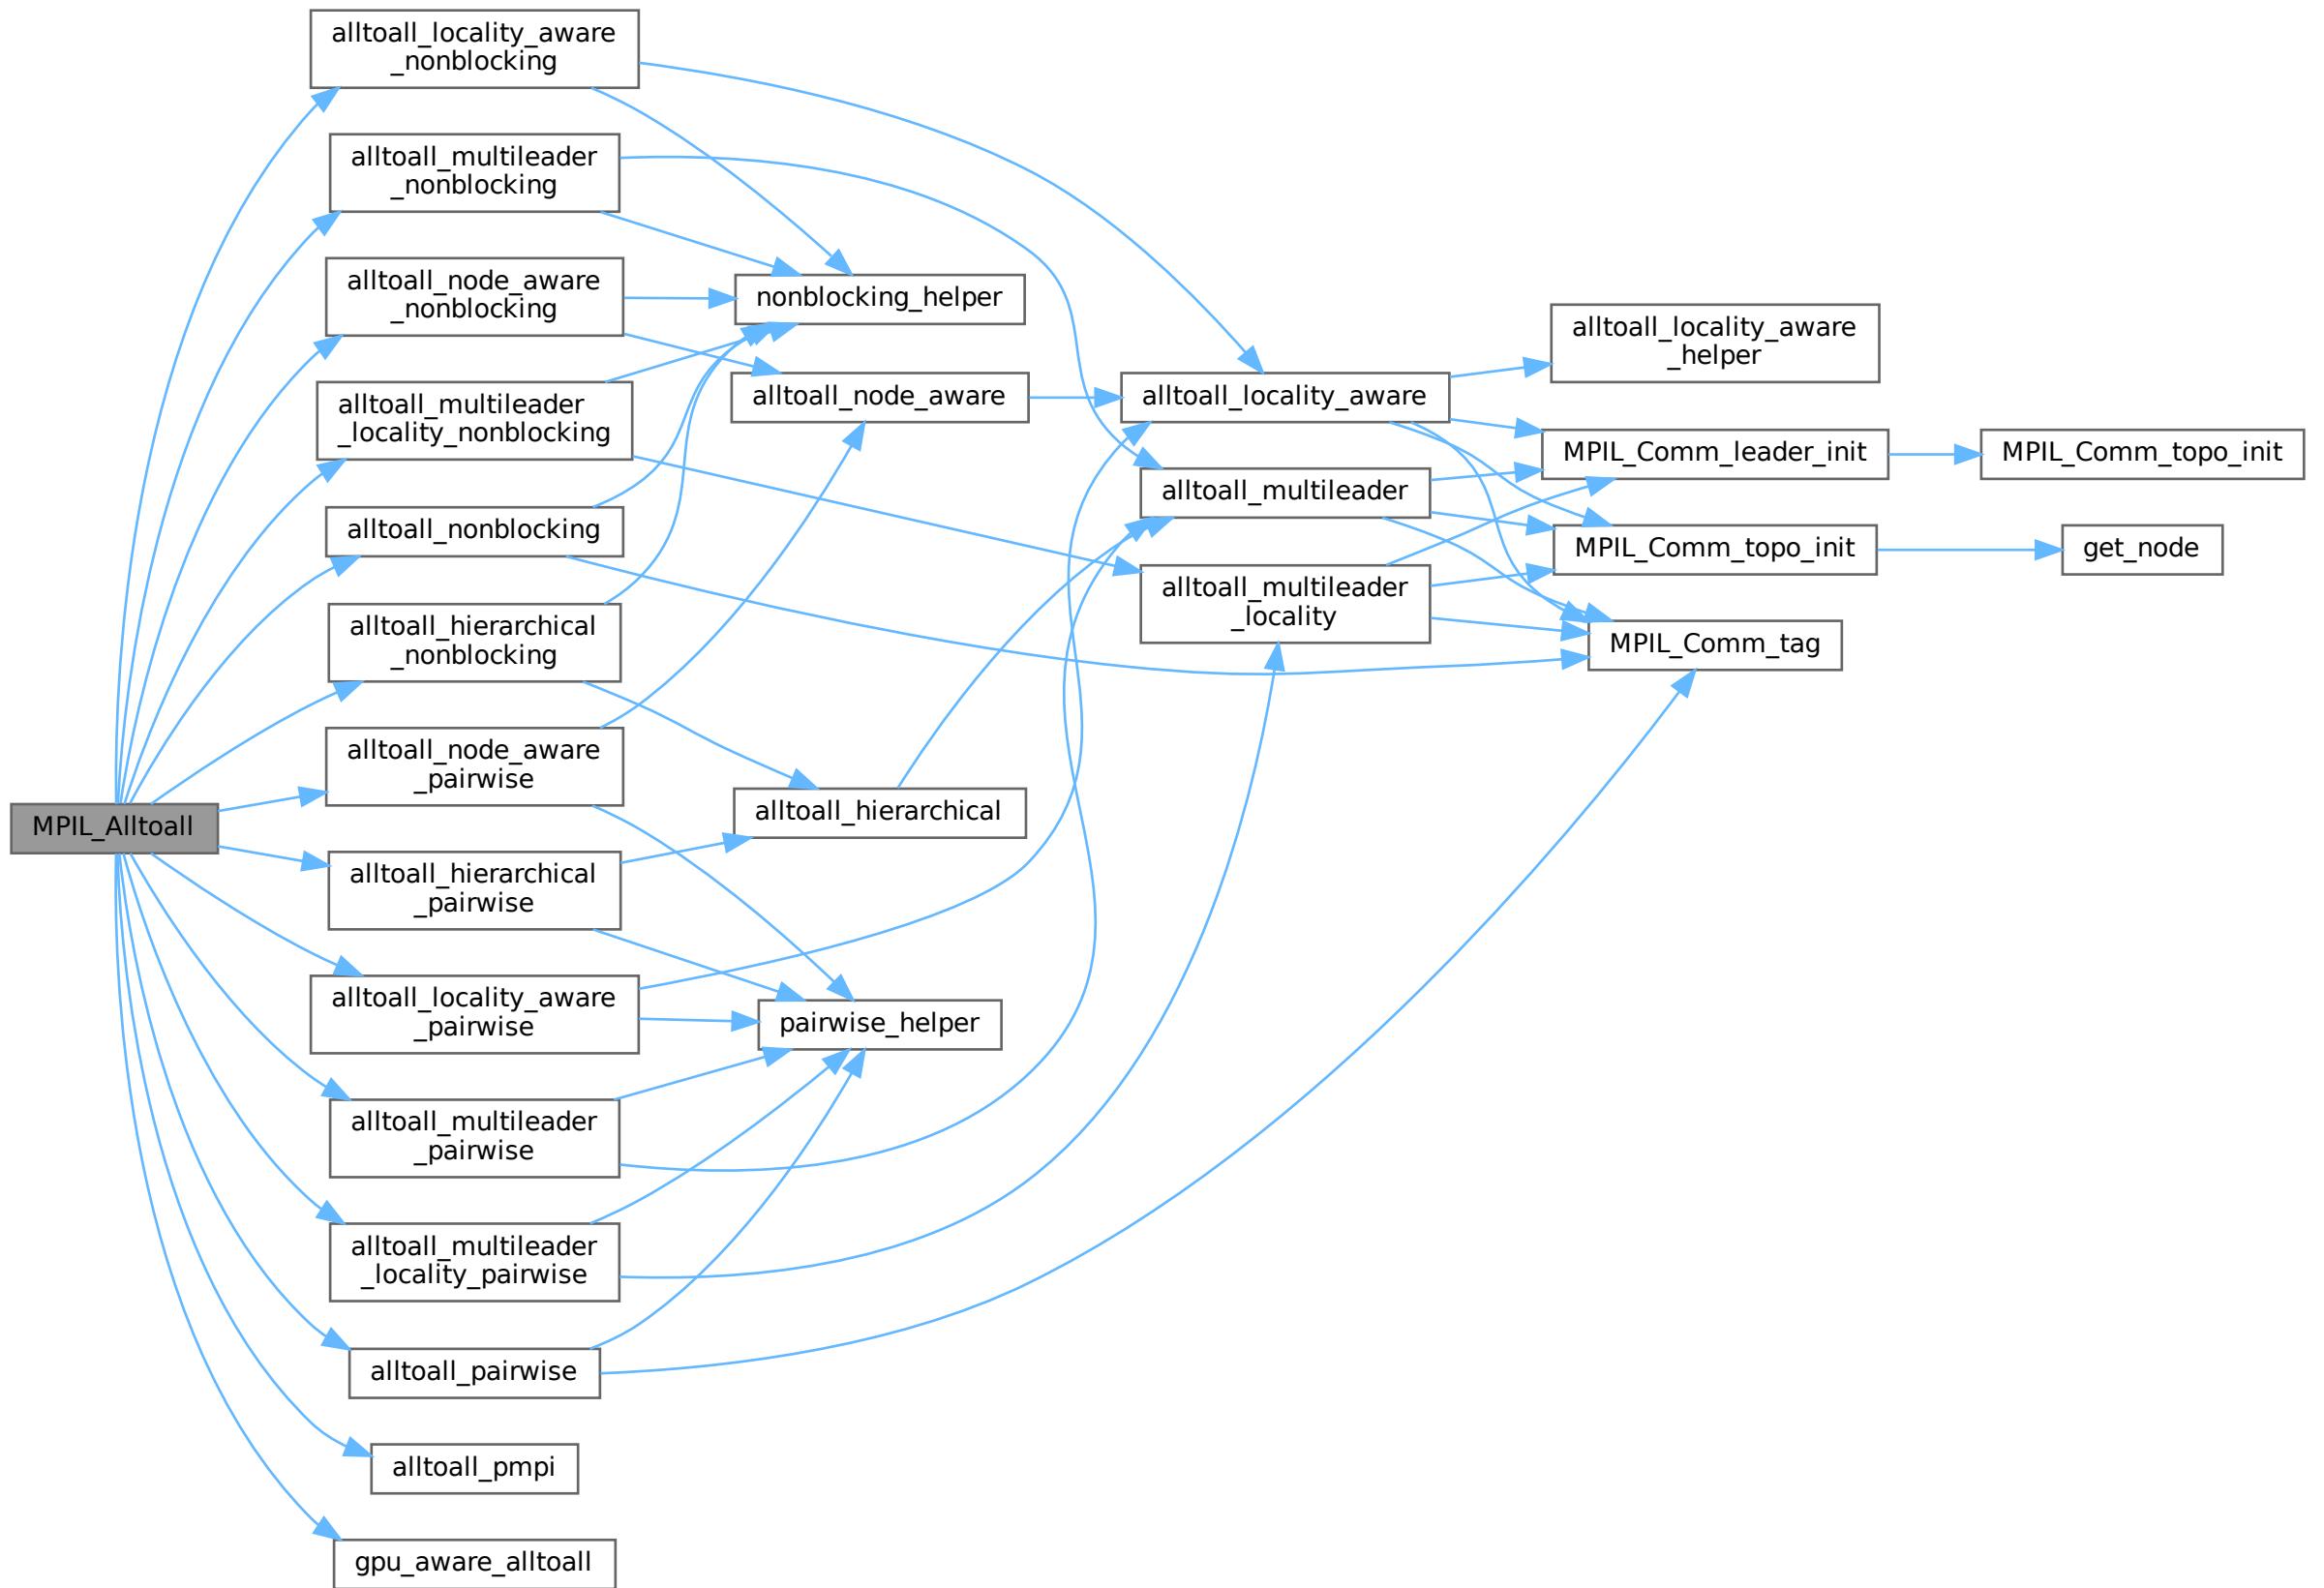 alltoall_locality_aware
_nonblocking
alltoall_multileader
_nonblocking
alltoall_node_aware
_nonblocking
alltoall_multileader
_locality_nonblocking
alltoall_nonblocking
alltoall_hierarchical
_nonblocking
alltoall_node_aware
_pairwise
MPIL_Alltoall
alltoall_hierarchical
_pairwise
alltoall_locality_aware
_pairwise
alltoall_multileader
_pairwise
alltoall_multileader
_locality_pairwise
alltoall_pairwise
alltoall_pmpi
gpu_aware_alltoall
nonblocking_helper
alltoall_node_aware
alltoall_hierarchical
pairwise_helper
alltoall_locality_aware
alltoall_multileader
alltoall_multileader
_locality
alltoall_locality_aware
_helper
MPIL_Comm_leader_init
MPIL_Comm_topo_init
MPIL_Comm_tag
MPIL_Comm_topo_init
get_node